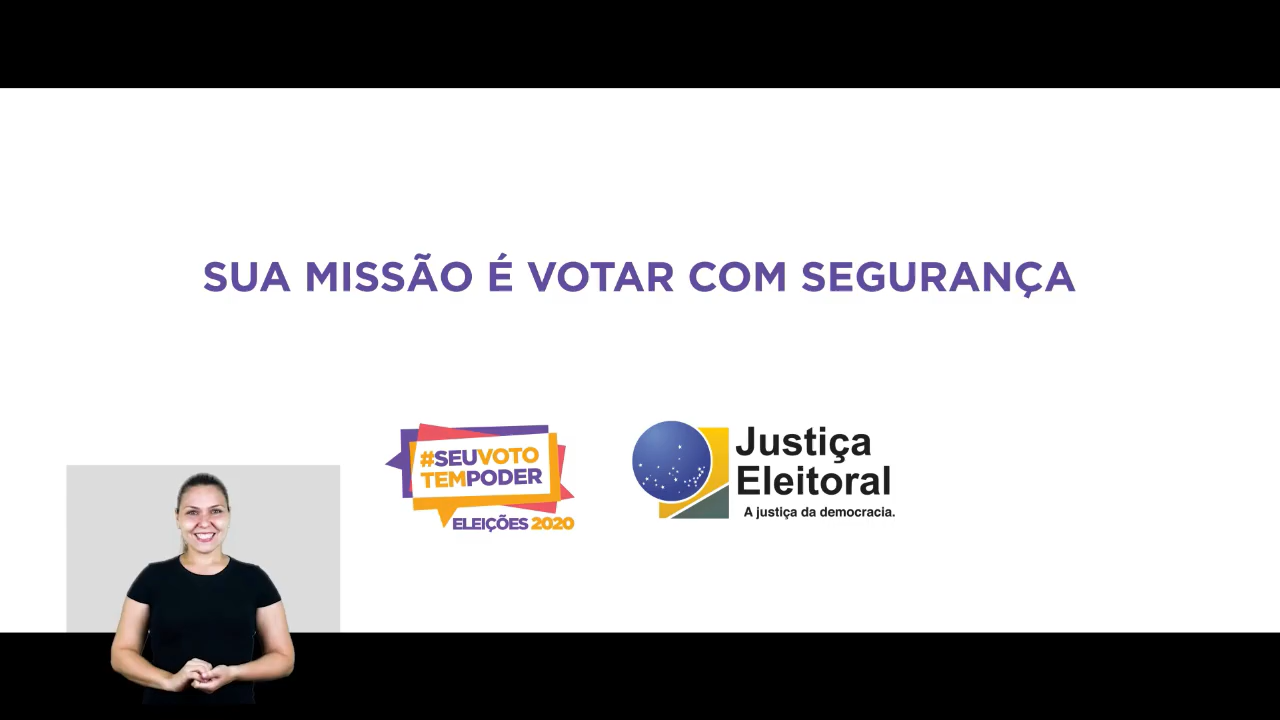 SUA MISSÃO É VOTAR COM SEGURANÇA
#SEUVOTO
TEMPODER
ELEIÇÕES 2020
Justiça
Eleitoral
A justiça da democracia.